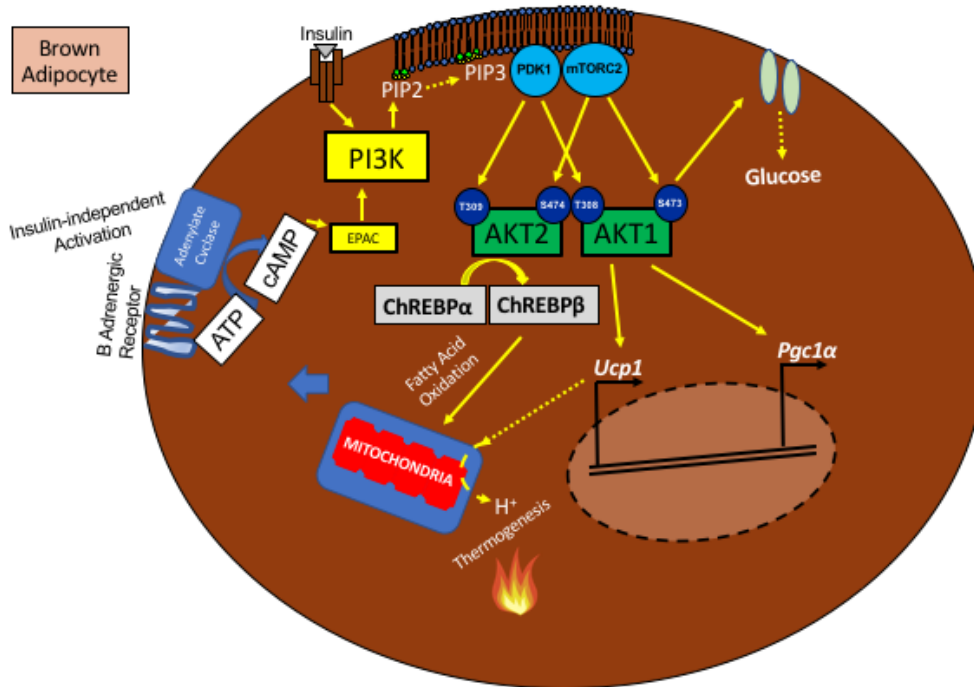 Brown
Adipocyte
Insulin
PIP2
PIP3
PDK1
mTORC2
PI3K
EPAC
Glucose
T309
S474
T308
S473
AKT2
AKT1
Insulin-independent
Activation
Adenylate
Cyclase
cAMP
ATP
B Adrenergic
Receptor
ChREBPα
ChREBPβ
Fatty Acid
Oxidation
Ucp1
Pgc1α
MITOCHONDRIA
H+
Thermogenesis